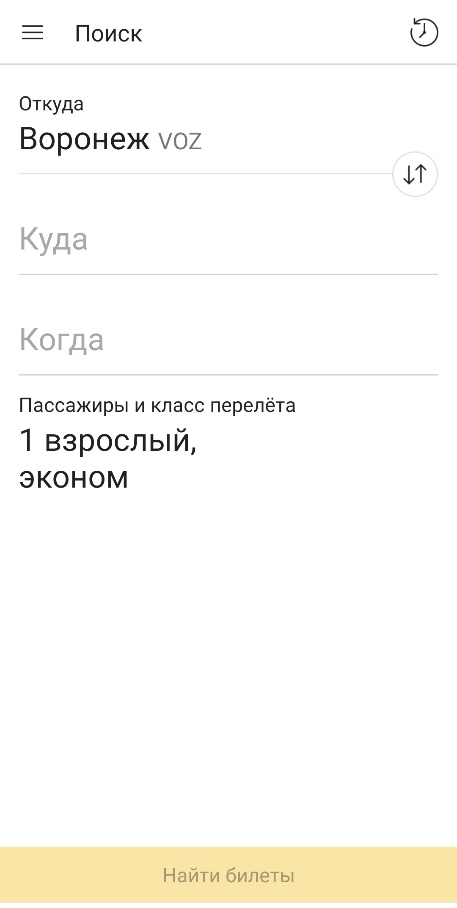 Поиск
Откуда
Воронеж voz
Куда
Когда
Пассажиры и класс перелёта
1 взрослый,
эконом
Найти билеты